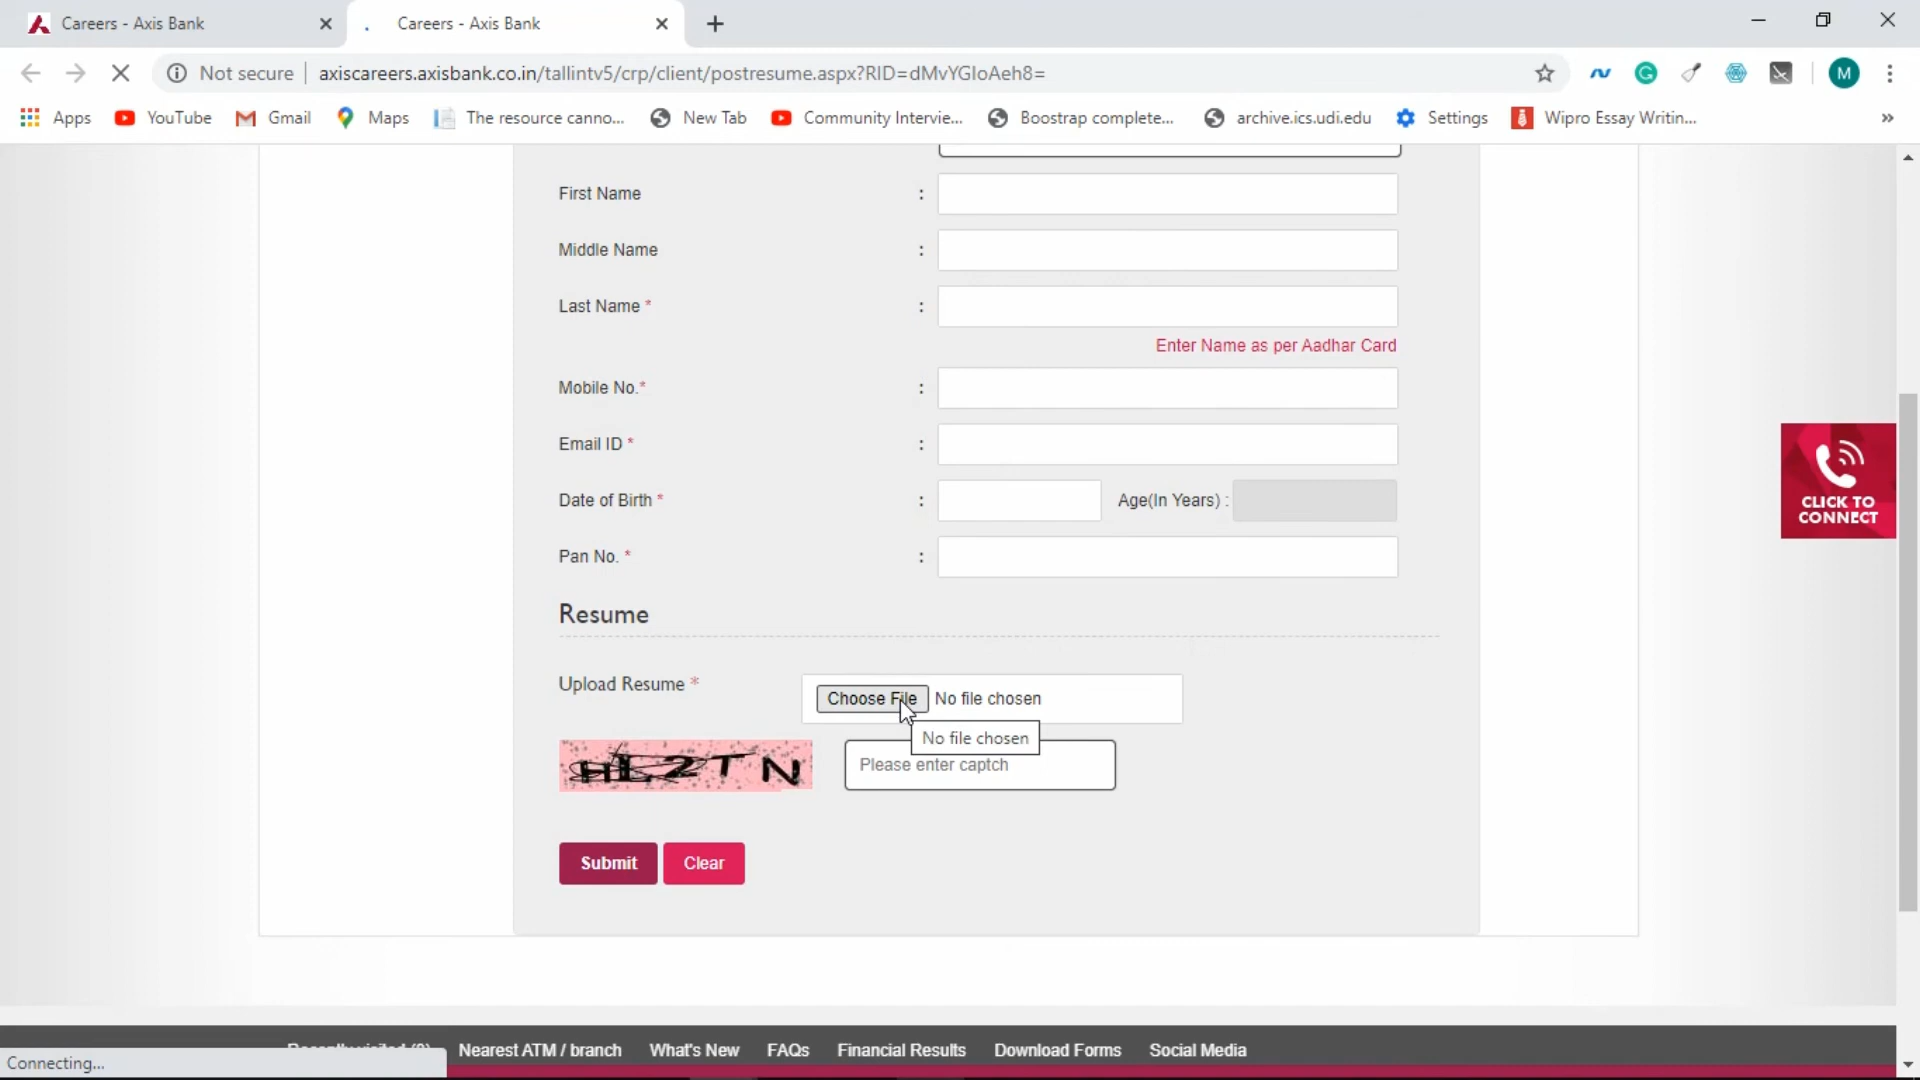 Careers - Axis Bank
Careers - Axis Bank
Not secure
axiscareers.axisbank.co.in/tallintv5/crp/client/postresume.aspx?RID=dMvYGIoAeh8=
M
Apps
YouTube
Gmail
Maps
The resource canno...
New Tab
Community Intervie...
Boostrap complete...
archive.ics.udi.edu
Settings
Wipro Essay Writin...
»
First Name :
Middle Name :
Last Name * :
Enter Name as per Aadhar Card
Mobile No.* :
Email ID * :
Date of Birth * :
Age(In Years) :
Pan No. * :
CLICK TO
CONNECT
Resume
Upload Resume *
Choose File No file chosen
No file chosen
HL2TN
Please enter captch
Submit
Clear
Nearest ATM / branch
What's New
FAQs
Financial Results
Download Forms
Social Media
Connecting...